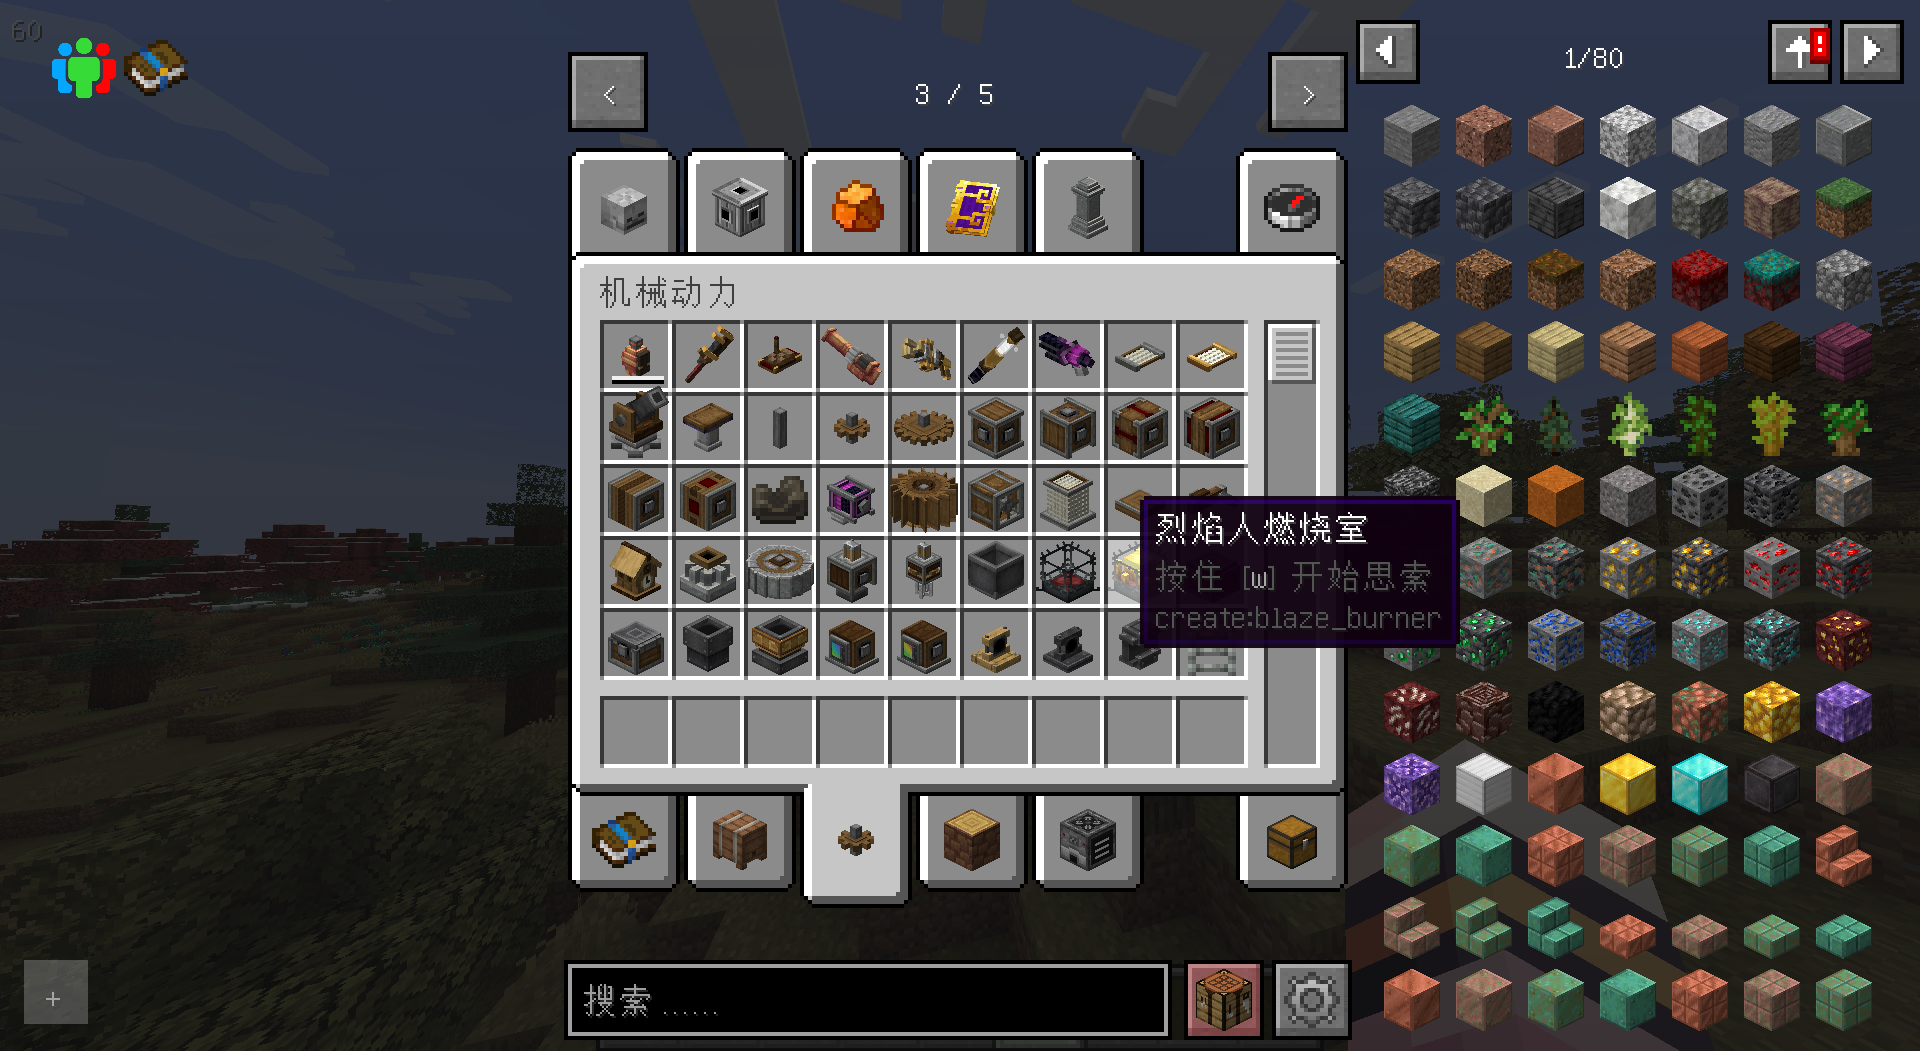 60
3 / 5
1/80
机械动力
烈焰人燃烧室
按住 [W] 开始思索
create:blaze_burner
搜索 ......